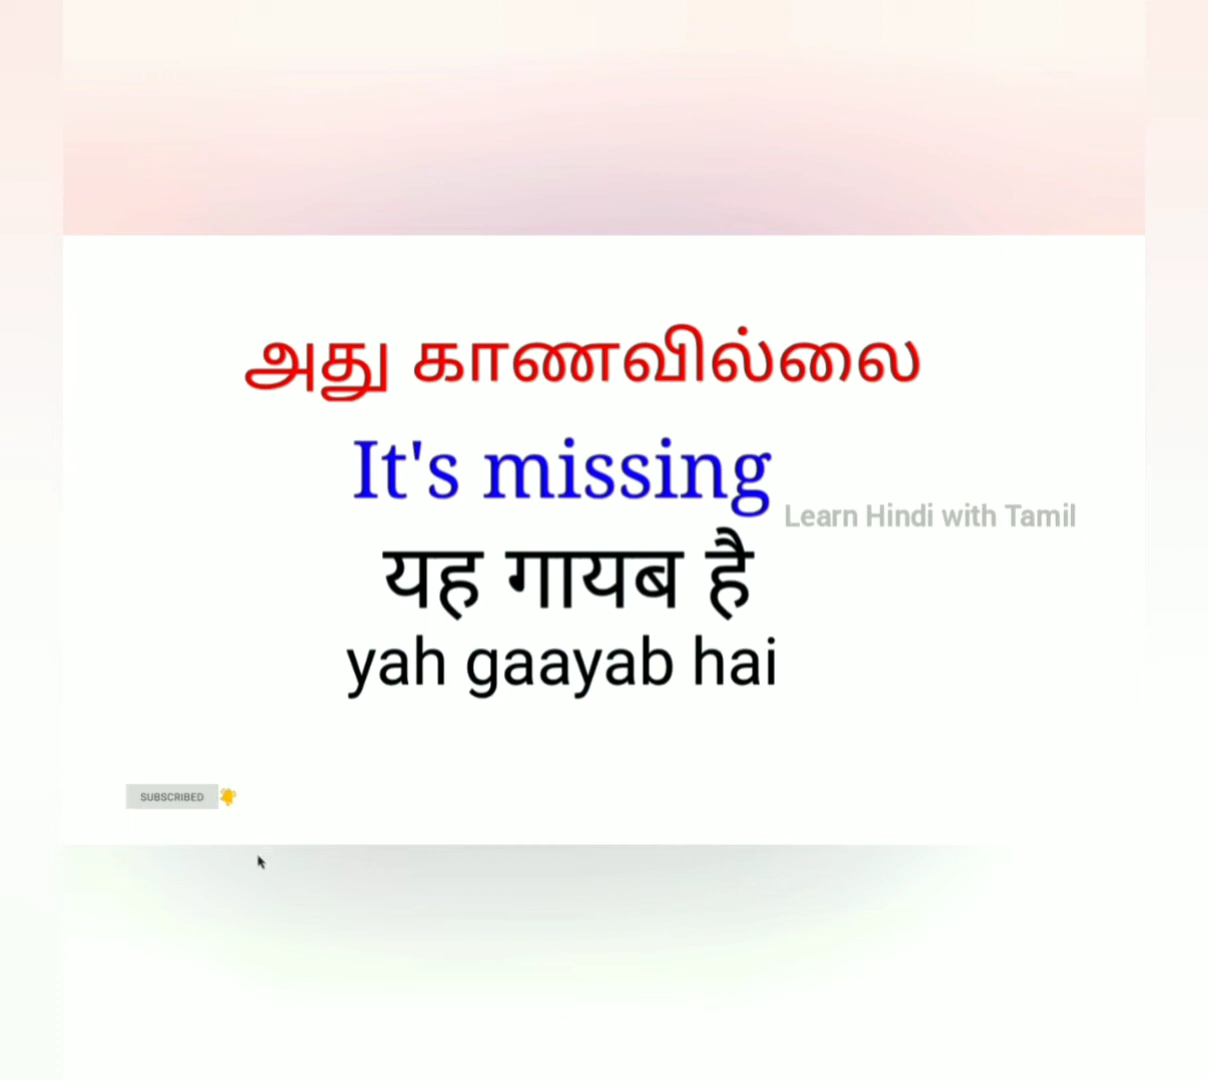 அது காணவில்லை
It's missing
Learn Hindi with Tamil
यह गायब है
yah gaayab hai
SUBSCRIBED